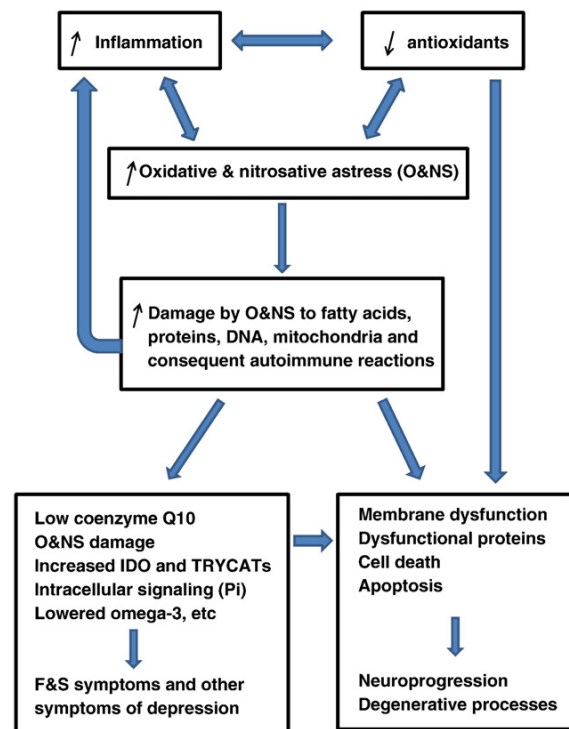 Inflammation
antioxidants
Oxidative & nitrosative astress (O&NS)
Damage by O&NS to fatty acids,
proteins, DNA, mitochondria and
consequent autoimmune reactions
Low coenzyme Q10
O&NS damage
Increased IDO and TRYCATs
Intracellular signaling (Pi)
Lowered omega-3, etc
F&S symptoms and other
symptoms of depression
Membrane dysfunction
Dysfunctional proteins
Cell death
Apoptosis
Neuroprogression
Degenerative processes